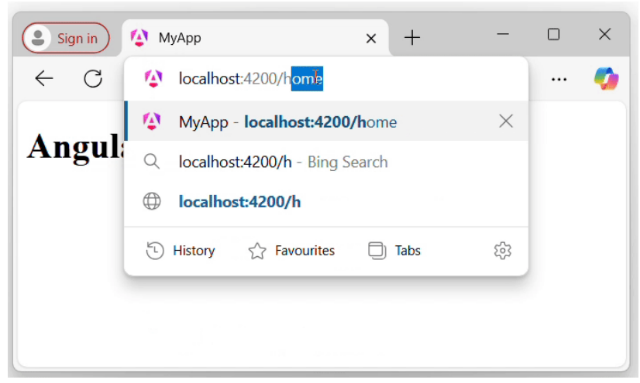 Sign in
MyApp
localhost:4200/home
MyApp - localhost:4200/home
localhost:4200/h - Bing Search
localhost:4200/h
History Favourites Tabs